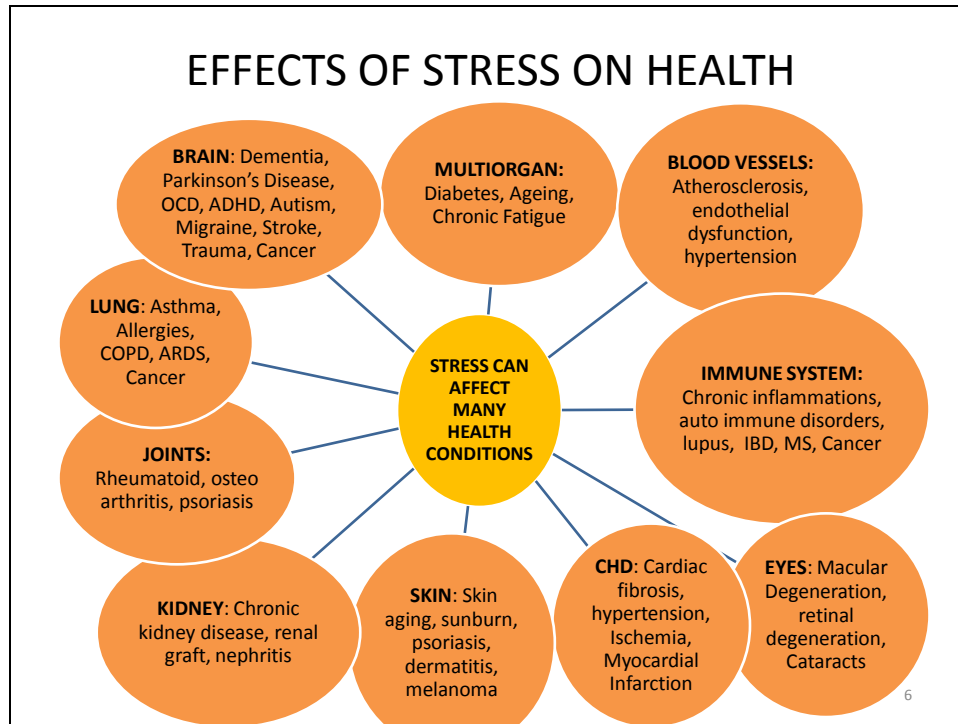 EFFECTS OF STRESS ON HEALTH
BRAIN: Dementia,
Parkinson's Disease,
OCD, ADHD, Autism,
Migraine, Stroke,
Trauma, Cancer
MULTIORGAN:
Diabetes, Ageing,
Chronic Fatigue
BLOOD VESSELS:
Atherosclerosis,
endothelial
dysfunction,
hypertension
LUNG: Asthma,
Allergies,
COPD, ARDS,
Cancer
STRESS CAN
AFFECT
MANY
HEALTH
CONDITIONS
IMMUNE SYSTEM:
Chronic inflammations,
auto immune disorders,
lupus, IBD, MS, Cancer
JOINTS:
Rheumatoid, osteo
arthritis, psoriasis
KIDNEY: Chronic
kidney disease, renal
graft, nephritis
SKIN: Skin
aging, sunburn,
psoriasis,
dermatitis,
melanoma
CHD: Cardiac
fibrosis,
hypertension,
Ischemia,
Myocardial
Infarction
EYES: Macular
Degeneration,
retinal
degeneration,
Cataracts
6